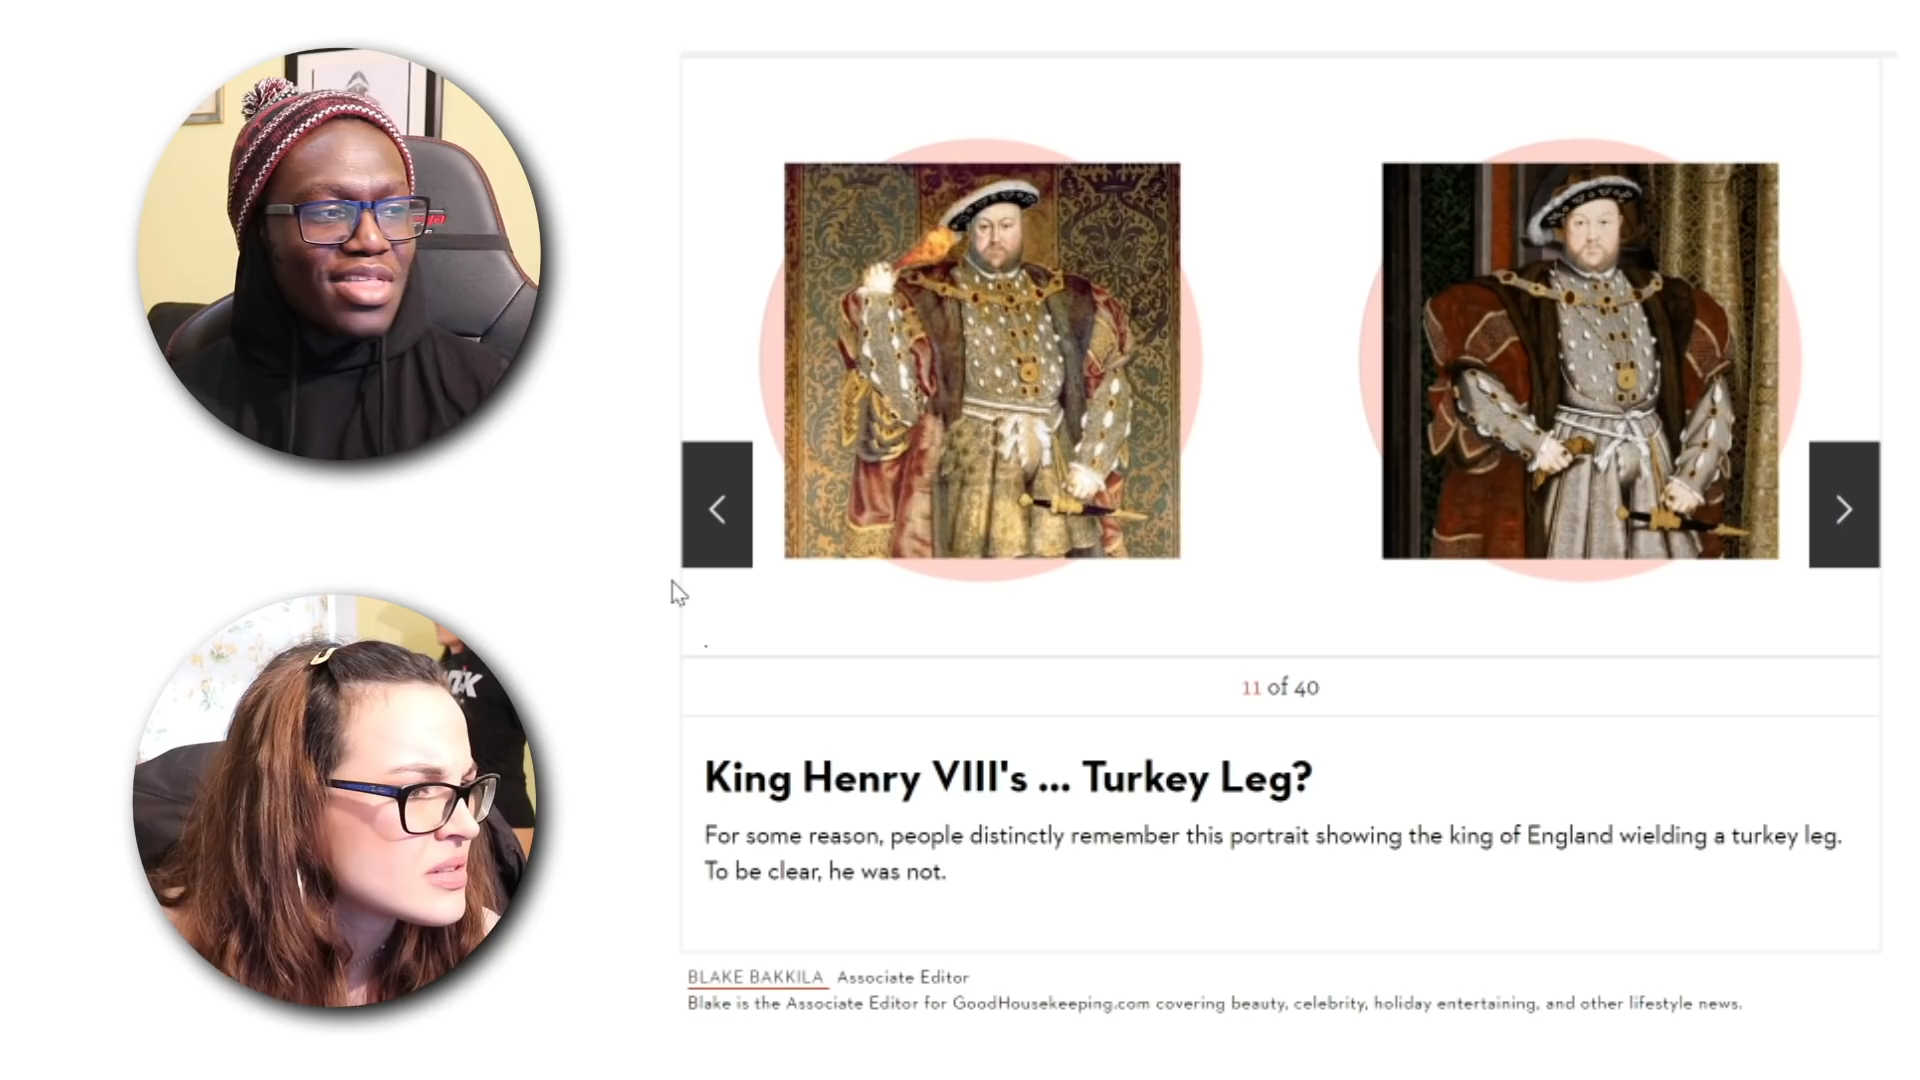 11 of 40
King Henry VIII's ... Turkey Leg?
For some reason, people distinctly remember this portrait showing the king of England wielding a turkey leg.
To be clear, he was not.
BLAKE BAKKILA Associate Editor
Blake is the Associate Editor for GoodHousekeeping.com covering beauty, celebrity, holiday entertaining, and other lifestyle news.